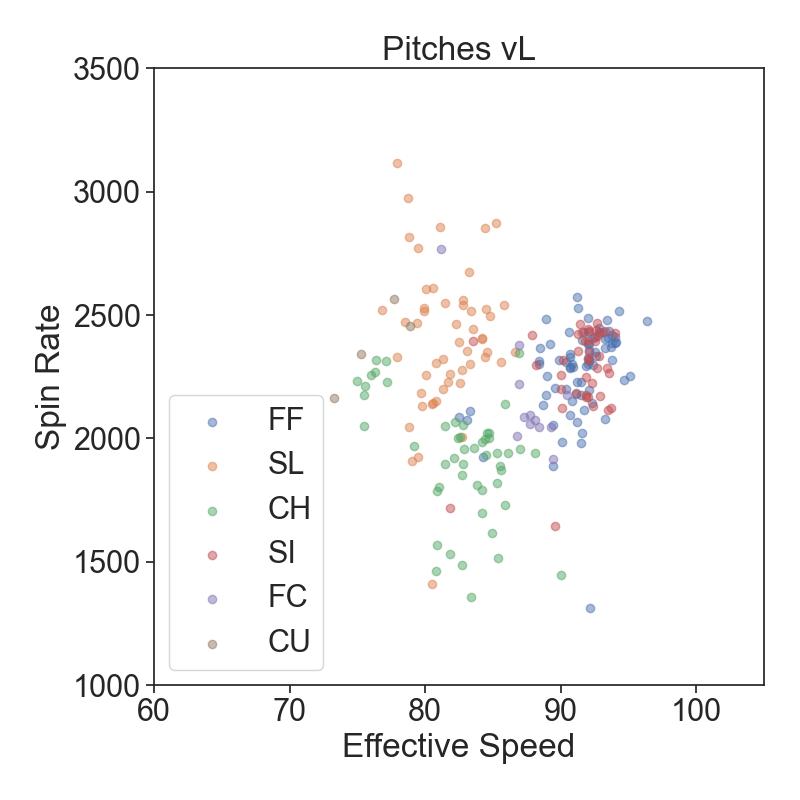 Pitches vL
3500
3000
2500
2000
1500
1000
Spin Rate
FF
SL
CH
SI
FC
CU
60 70 80 90 100
Effective Speed